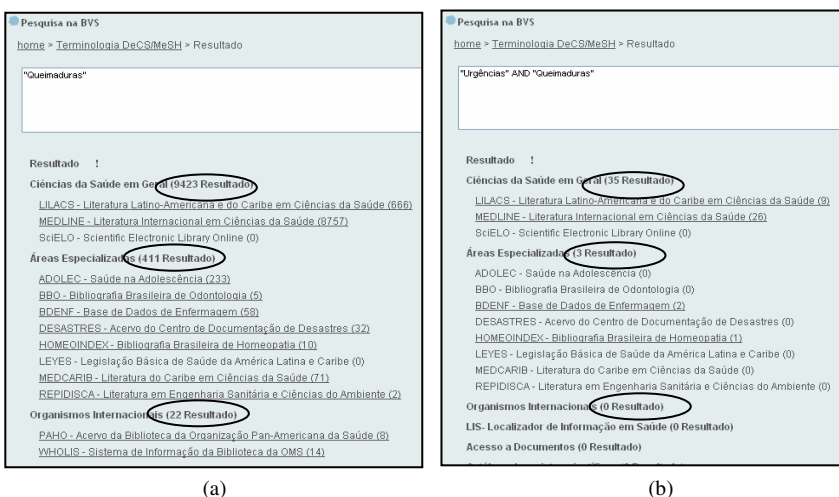 Pesquisa na BVS
home > Terminologia DeCS/MeSH > Resultado
"Queimaduras"
Resultado !
Ciências da Saúde em Geral (9423 Resultado)
LILACS - Literatura Latino-Americana e do Caribe em Ciências da Saúde (666)
MEDLINE - Literatura Internacional em Ciências da Saúde (8757)
SciELO - Scientific Electronic Library Online (0)
Áreas Especializadas (411 Resultado)
ADOLEC - Saúde na Adolescência (233)
BBO - Bibliografia Brasileira de Odontologia (5)
BDENF - Base de Dados de Enfermagem (58)
DESASTRES - Acervo do Centro de Documentação de Desastres (32)
HOMEOINDEX - Bibliografia Brasileira de Homeopatia (10)
LEYES - Legislação Básica de Saúde da América Latina e Caribe (0)
MEDCARIB - Literatura do Caribe em Ciências da Saúde (71)
REPIDISCA - Literatura em Engenharia Sanitária e Ciências do Ambiente (2)
Organismos Internacionais (22 Resultado)
PAHO - Acervo da Biblioteca da Organização Pan-Americana da Saúde (8)
WHOLIS - Sistema de Informação da Biblioteca da OMS (14)
(a)
Pesquisa na BVS
home > Terminologia DeCS/MeSH > Resultado
"Urgências" AND "Queimaduras"
Resultado !
Ciências da Saúde em Geral (35 Resultado)
LILACS - Literatura Latino-Americana e do Caribe em Ciências da Saúde (9)
MEDLINE - Literatura Internacional em Ciências da Saúde (26)
SciELO - Scientific Electronic Library Online (0)
Áreas Especializadas (3 Resultado)
ADOLEC - Saúde na Adolescência (0)
BBO - Bibliografia Brasileira de Odontologia (0)
BDENF - Base de Dados de Enfermagem (2)
DESASTRES - Acervo do Centro de Documentação de Desastres (0)
HOMEOINDEX - Bibliografia Brasileira de Homeopatia (1)
LEYES - Legislação Básica de Saúde da América Latina e Caribe (0)
MEDCARIB - Literatura do Caribe em Ciências da Saúde (0)
REPIDISCA - Literatura em Engenharia Sanitária e Ciências do Ambiente (0)
Organismos Internacionais (0 Resultado)
LIS- Localizador de Informação em Saúde (0 Resultado)
Acesso a Documentos (0 Resultado)
(b)